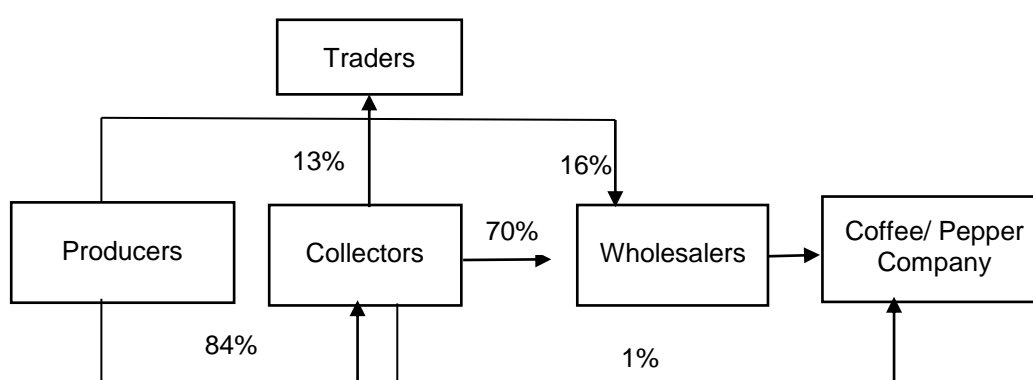 Traders
13%
16%
Producers
Collectors
70%
Wholesalers
Coffee/ Pepper
Company
84%
1%